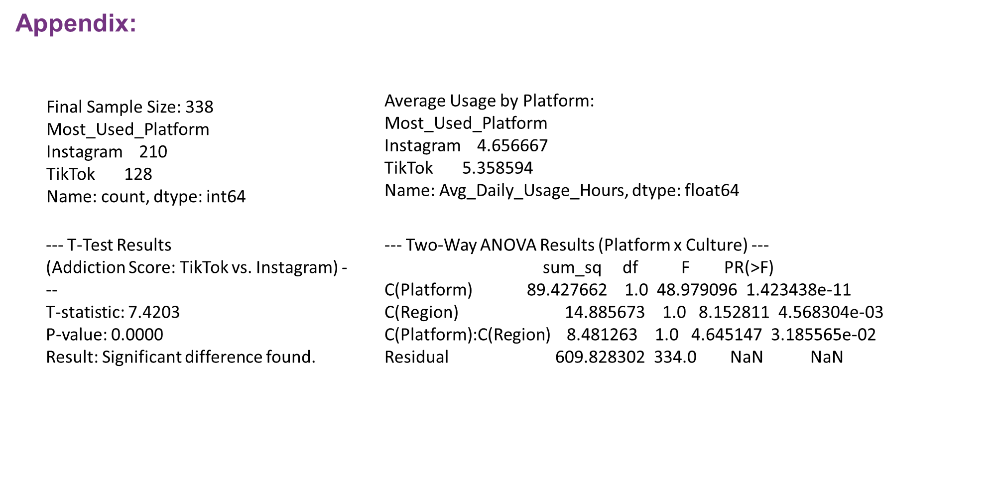 Appendix:
Final Sample Size: 338
Most_Used_Platform
Instagram    210
TikTok       128
Name: count, dtype: int64
Average Usage by Platform:
Most_Used_Platform
Instagram    4.656667
TikTok       5.358594
Name: Avg_Daily_Usage_Hours, dtype: float64
--- T-Test Results
(Addiction Score: TikTok vs. Instagram) -
--
T-statistic: 7.4203
P-value: 0.0000
Result: Significant difference found.
--- Two-Way ANOVA Results (Platform x Culture) ---
sum_sq     df          F        PR(>F)
C(Platform)             89.427662    1.0  48.979096  1.423438e-11
C(Region)               14.885673    1.0   8.152811  4.568304e-03
C(Platform):C(Region)    8.481263    1.0   4.645147  3.185565e-02
Residual               609.828302  334.0        NaN           NaN